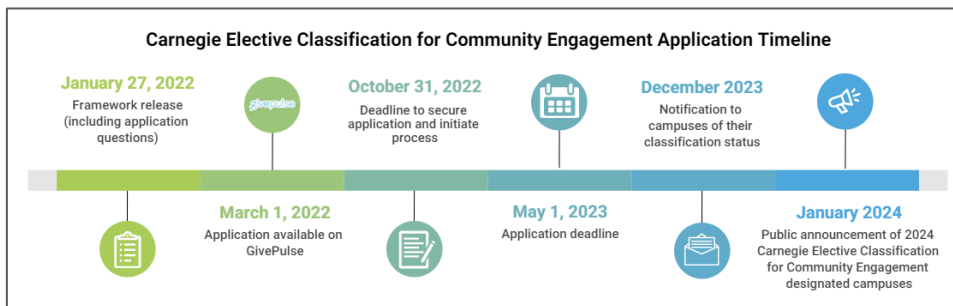 Carnegie Elective Classification for Community Engagement Application Timeline
January 27, 2022
Framework release
(including application
questions)
givepulse
March 1, 2022
Application available on
GivePulse
October 31, 2022
Deadline to secure
application and initiate
process
May 1, 2023
Application deadline
December 2023
Notification to
campuses of their
classification status
January 2024
Public announcement of 2024
Carnegie Elective Classification
for Community Engagement
designated campuses